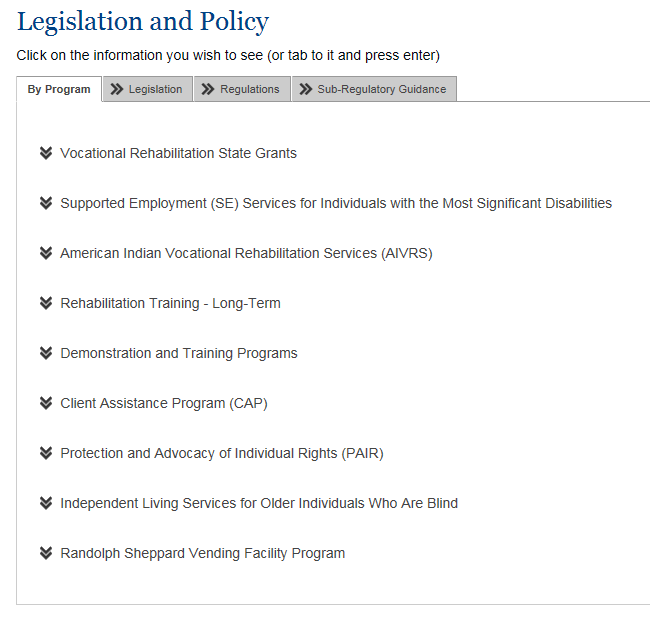 Legislation and Policy
Click on the information you wish to see (or tab to it and press enter)
By Program Legislation Regulations Sub-Regulatory Guidance
Vocational Rehabilitation State Grants
Supported Employment (SE) Services for Individuals with the Most Significant Disabilities
American Indian Vocational Rehabilitation Services (AIVRS)
Rehabilitation Training - Long-Term
Demonstration and Training Programs
Client Assistance Program (CAP)
Protection and Advocacy of Individual Rights (PAIR)
Independent Living Services for Older Individuals Who Are Blind
Randolph Sheppard Vending Facility Program